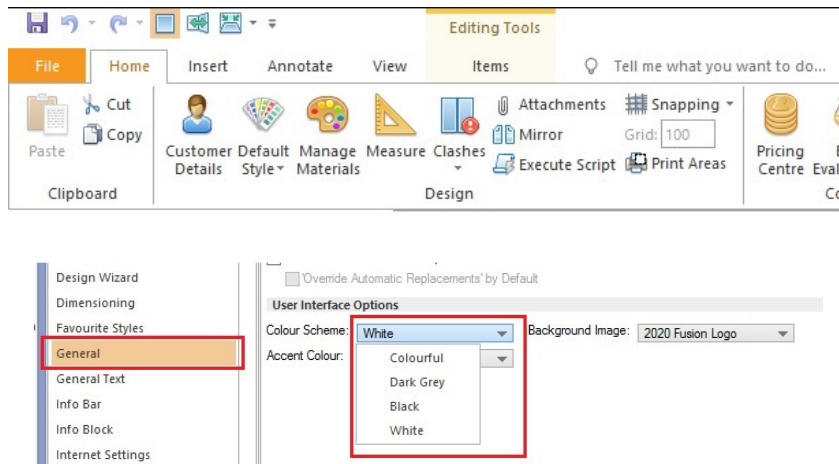 Editing Tools
File Home Insert Annotate View Items Tell me what you want to do...
Cut
Copy
Paste
Customer Details
Default Style
Manage Materials
Measure
Clashes
Attachments
Mirror
Execute Script
Snapping
Grid: 100
Print Areas
Pricing Centre
Clipboard
Design
Design Wizard
Dimensioning
Favourite Styles
General
General Text
Info Bar
Info Block
Internet Settings
'Override Automatic Replacements' by Default
User Interface Options
Colour Scheme: White Background Image: 2020 Fusion Logo
Accent Colour:
Colourful
Dark Grey
Black
White